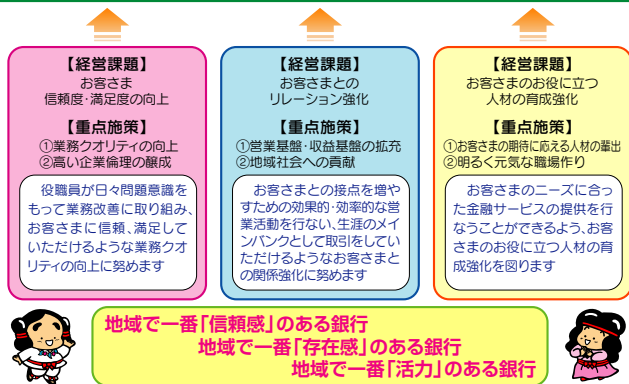 【経営課題】
お客さま
信頼度・満足度の向上
【重点施策】
①業務クオリティの向上
②高い企業倫理の醸成
役職員が日々問題意識を
もって業務改善に取り組み、
お客さまに信頼、満足して
いただけるような業務クオ
リティの向上に努めます
【経営課題】
お客さまとの
リレーション強化
【重点施策】
①営業基盤・収益基盤の拡充
②地域社会への貢献
お客さまとの接点を増や
すための効果的・効率的な営
業活動を行ない、生涯のメイ
ンバンクとして取引をしてい
ただけるようなお客さまと
の関係強化に努めます
【経営課題】
お客さまのお役に立つ
人材の育成強化
【重点施策】
①お客さまの期待に応える人材の輩出
②明るく元気な職場作り
お客さまのニーズに合っ
た金融サービスの提供を行
なうことができるよう、お客
さまのお役に立つ人材の育
成強化を図ります
地域で一番「信頼感」のある銀行
地域で一番「存在感」のある銀行
地域で一番「活力」のある銀行